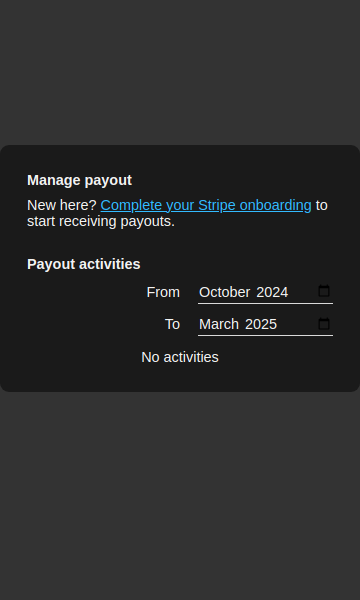 Manage payout
New here? Complete your Stripe onboarding to
start receiving payouts.
Payout activities
From October 2024
To March 2025
No activities